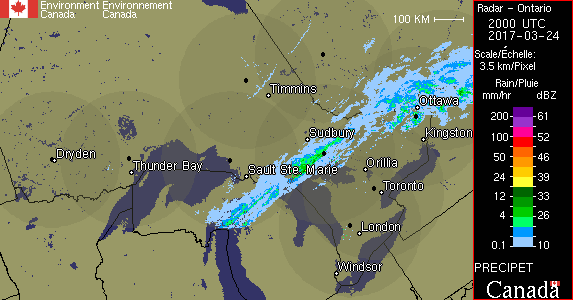 Environment Environnement
Canada Canada
100 KM
Timmins
Ottawa
Sudbury
Kingston
Dryden
Thunder Bay
Sault Ste. Marie
Orillia
Toronto
London
Windsor
Radar - Ontario
2000 UTC
2017-03-24
Scale/Échelle:
3.5 km/Pixel
Rain/Pluie
mm/hr dBZ
200 61
100 52
50 46
24 39
12 33
4 26
0.1 10
PRECIPET
Canada